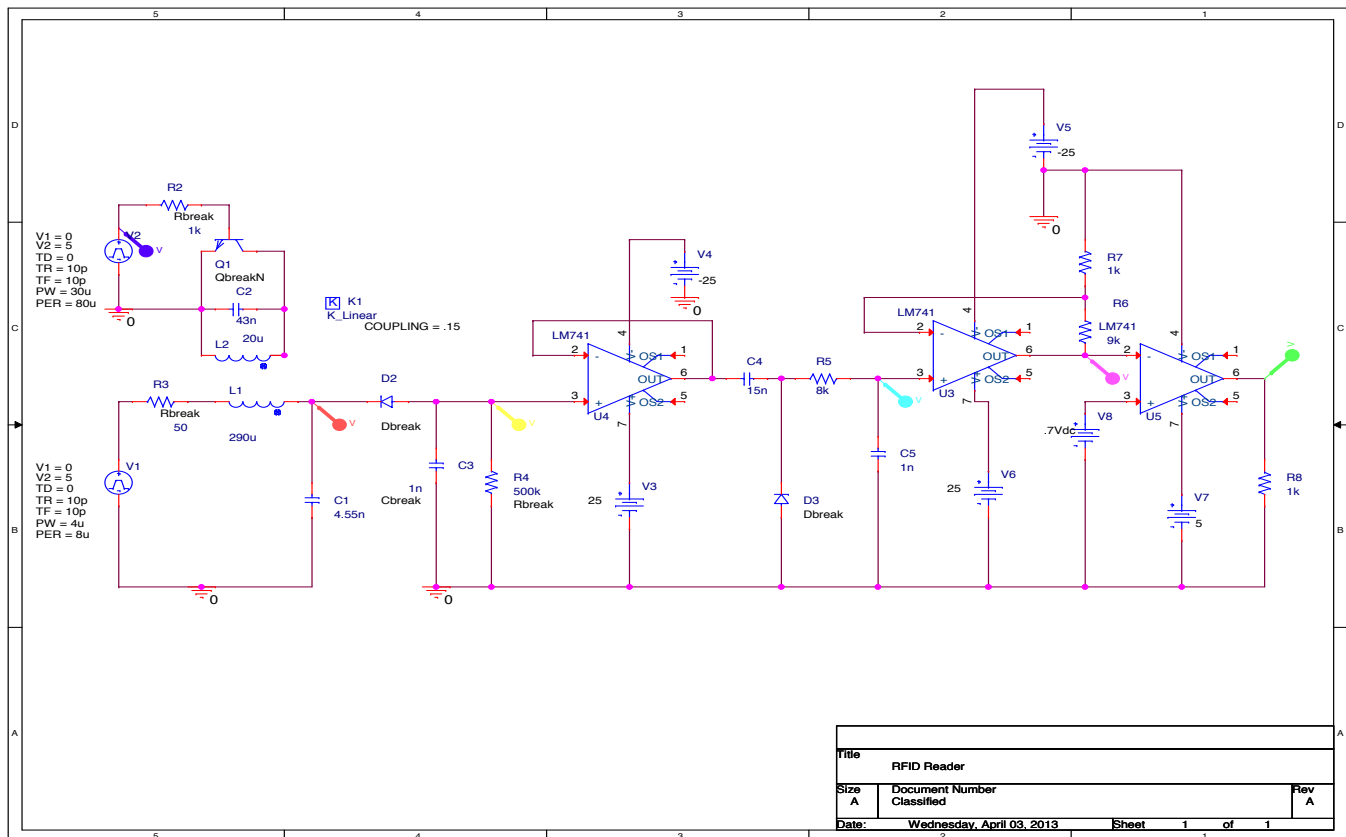 5 4 3 2 1
D
D
C
C
B
B
A
A
5 4 3 2 1
V1 = 0
V2 = 5
TD = 0
TR = 10p
TF = 10p
PW = 30u
PER = 80u
V2
V
R2
Rbreak
1k
Q1
QbreakN
C2
43n
20u
L2
0
K K1
K_Linear
COUPLING = .15
V1 = 0
V2 = 5
TD = 0
TR = 10p
TF = 10p
PW = 4u
PER = 8u
V1
R3
Rbreak
50
L1
290u
V
C1
4.55n
0
D2
Dbreak
C3
1n
Cbreak
0
V
R4
500k
Rbreak
V4
-25
0
LM741
2 -
3 +
4
V-
OS1 1
OUT 6
OS2 5
V+
7
U4
25
V3
C4
15n
R5
8k
D3
Dbreak
V
C5
1n
V5
-25
0
LM741
2 -
3 +
4
V-
OS1 1
OUT 6
OS2 5
V+
7
U3
25
V6
R7
1k
R6
9k
V
LM741
2 -
3 +
4
V-
OS1 1
OUT 6
OS2 5
V+
7
U5
V8
.7Vdc
V7
5
V
R8
1k
Title
RFID Reader
Size
A
Document Number
Classified
Rev
A
Date: Wednesday, April 03, 2013
Sheet 1 of 1